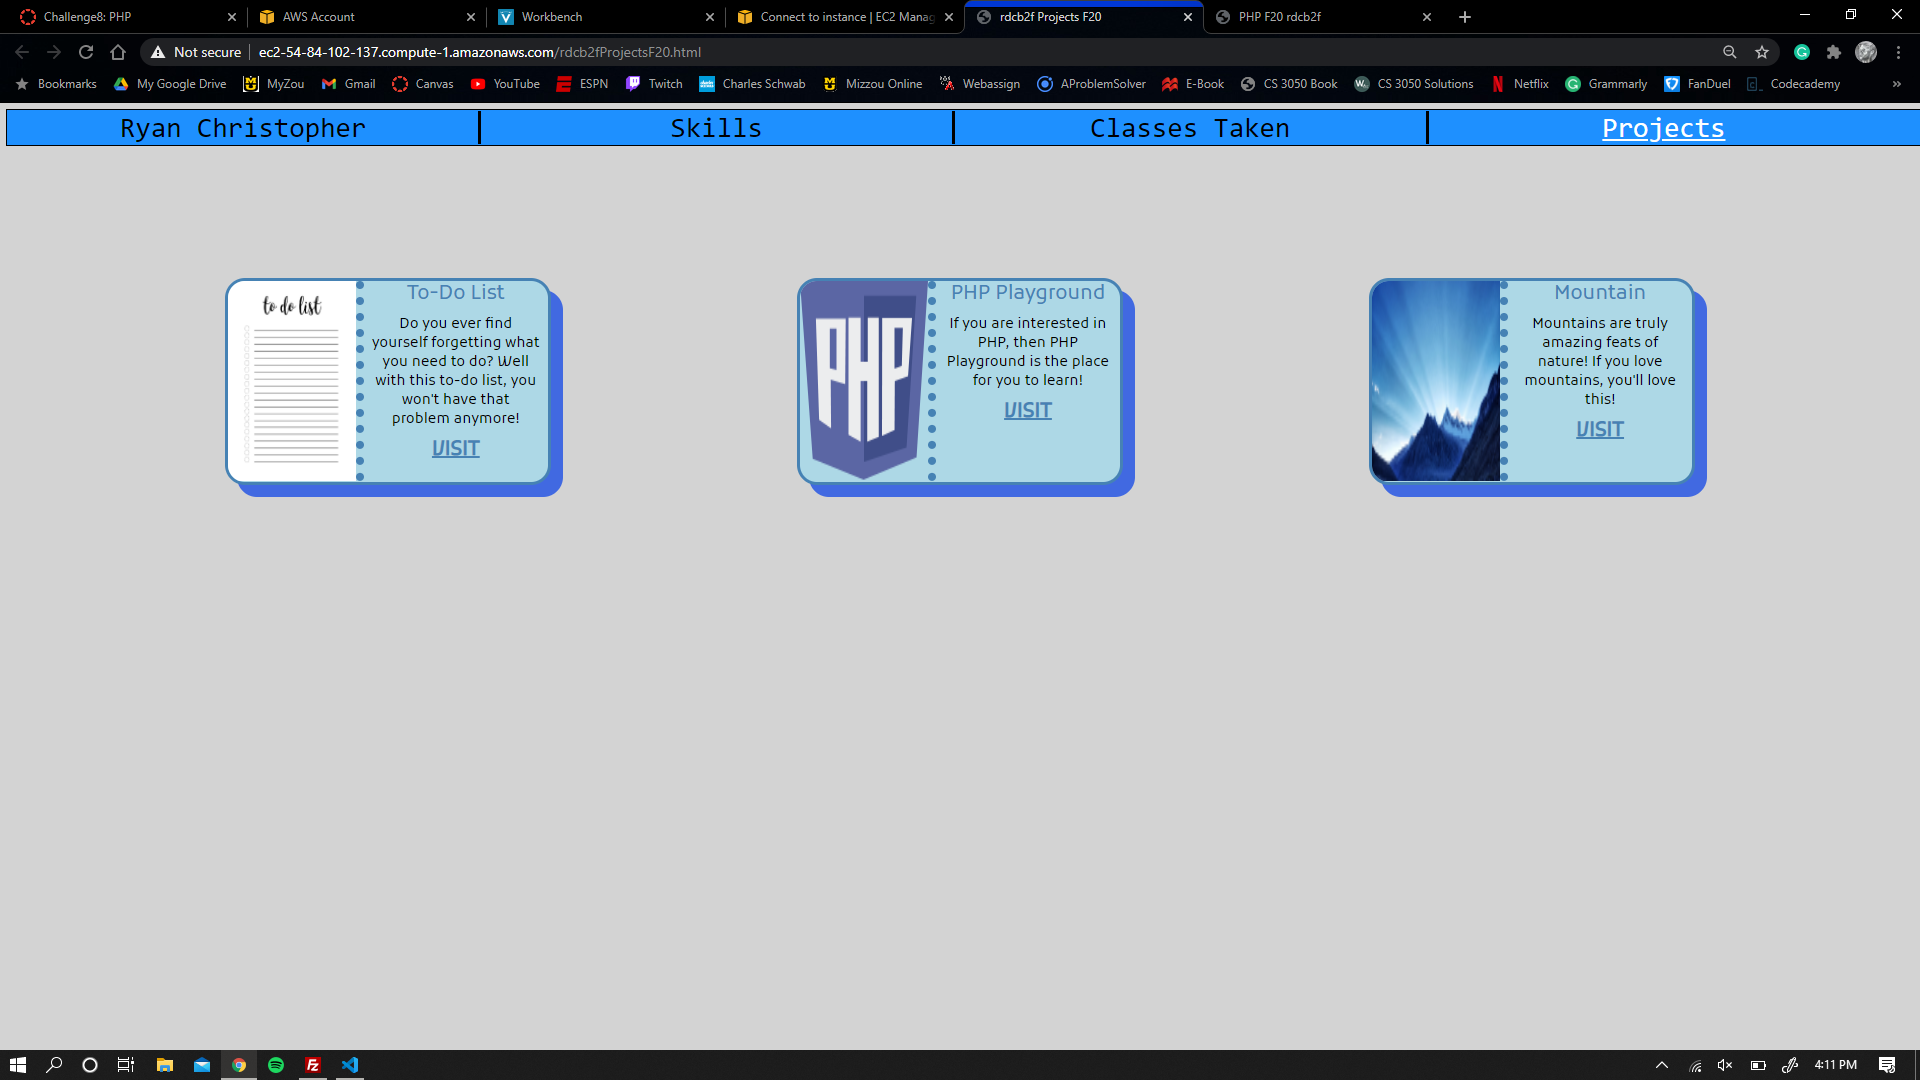 Challenge8: PHP
AWS Account
Workbench
Connect to instance | EC2 Manag
rdcb2f Projects F20
PHP F20 rdcb2f
Not secure
ec2-54-84-102-137.compute-1.amazonaws.com/rdcb2fProjectsF20.html
Bookmarks
My Google Drive
MyZou
Gmail
Canvas
YouTube
ESPN
Twitch
Charles Schwab
Mizzou Online
Webassign
AProblemSolver
E-Book
CS 3050 Book
CS 3050 Solutions
Netflix
Grammarly
FanDuel
Codecademy
»
Ryan Christopher
Skills
Classes Taken
Projects
to do list
To-Do List
Do you ever find
yourself forgetting what
you need to do? Well
with this to-do list, you
won't have that
problem anymore!
VISIT
PHP
PHP Playground
If you are interested in
PHP, then PHP
Playground is the place
for you to learn!
VISIT
Mountain
Mountains are truly
amazing feats of
nature! If you love
mountains, you'll love
this!
VISIT
4:11 PM